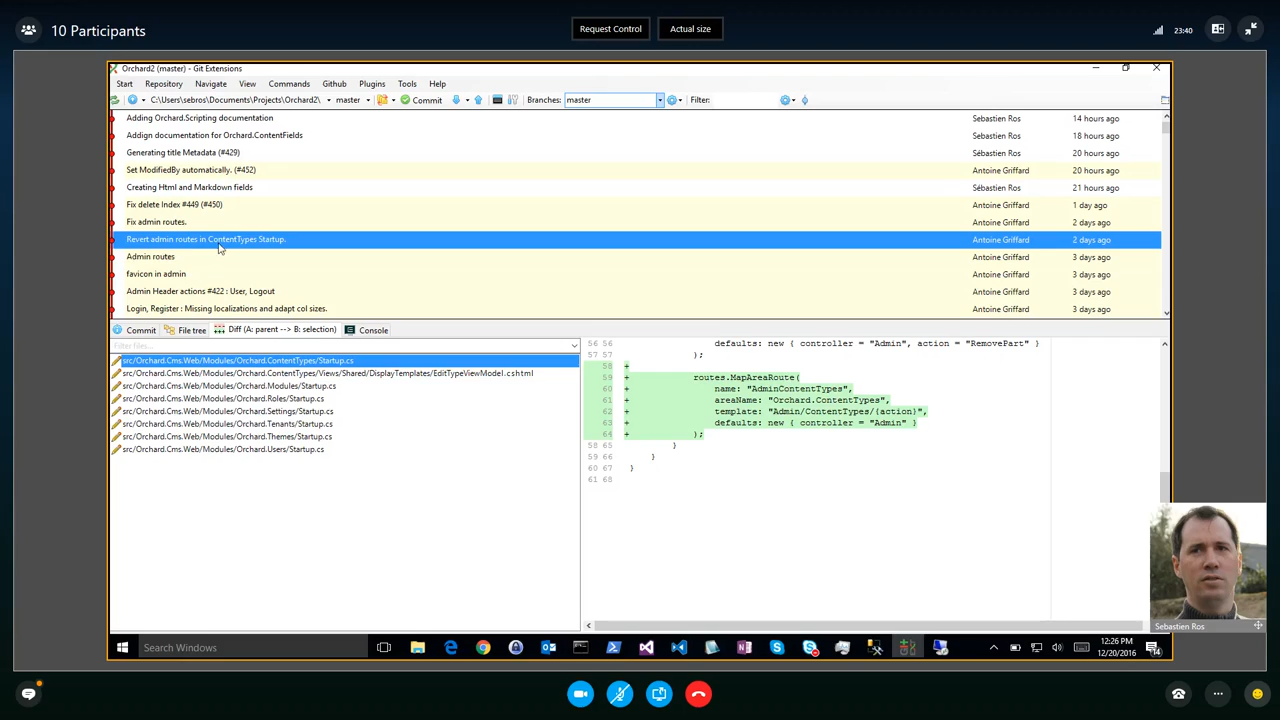 10 Participants
Request Control
Actual size
23:40
Orchard2 (master) - Git Extensions
Start Repository Navigate View Commands Github Plugins Tools Help
C:\Users\sebros\Documents\Projects\Orchard2\ master Commit Branches: master Filter:
Adding Orchard.Scripting documentation Sebastien Ros 14 hours ago
Addign documentation for Orchard.ContentFields Sébastien Ros 18 hours ago
Generating title Metadata (#429) Sébastien Ros 20 hours ago
Set ModifiedBy automatically. (#452) Antoine Griffard 20 hours ago
Creating Html and Markdown fields Sébastien Ros 21 hours ago
Fix delete Index #449 (#450) Antoine Griffard 1 day ago
Fix admin routes. Antoine Griffard 2 days ago
Revert admin routes in ContentTypes Startup. Antoine Griffard 2 days ago
Admin routes Antoine Griffard 3 days ago
favicon in admin Antoine Griffard 3 days ago
Admin Header actions #422 : User, Logout Antoine Griffard 3 days ago
Login, Register : Missing localizations and adapt col sizes. Antoine Griffard 3 days ago
Commit File tree Diff (A: parent --> B: selection) Console
Filter files...
src/Orchard.Cms.Web/Modules/Orchard.ContentTypes/Startup.cs
src/Orchard.Cms.Web/Modules/Orchard.ContentTypes/Views/Shared/DisplayTemplates/EditTypeViewModel.cshtml
src/Orchard.Cms.Web/Modules/Orchard.Modules/Startup.cs
src/Orchard.Cms.Web/Modules/Orchard.Roles/Startup.cs
src/Orchard.Cms.Web/Modules/Orchard.Settings/Startup.cs
src/Orchard.Cms.Web/Modules/Orchard.Tenants/Startup.cs
src/Orchard.Cms.Web/Modules/Orchard.Themes/Startup.cs
src/Orchard.Cms.Web/Modules/Orchard.Users/Startup.cs
56 56 defaults: new { controller = "Admin", action = "RemovePart" }
57 57 );
58 +
59 + routes.MapAreaRoute(
60 + name: "AdminContentTypes",
61 + areaName: "Orchard.ContentTypes",
62 + template: "Admin/ContentTypes/{action}",
63 + defaults: new { controller = "Admin" }
64 + );
58 65 }
59 66 }
60 67 }
61 68
Sebastien Ros
Search Windows
12:26 PM
12/20/2016